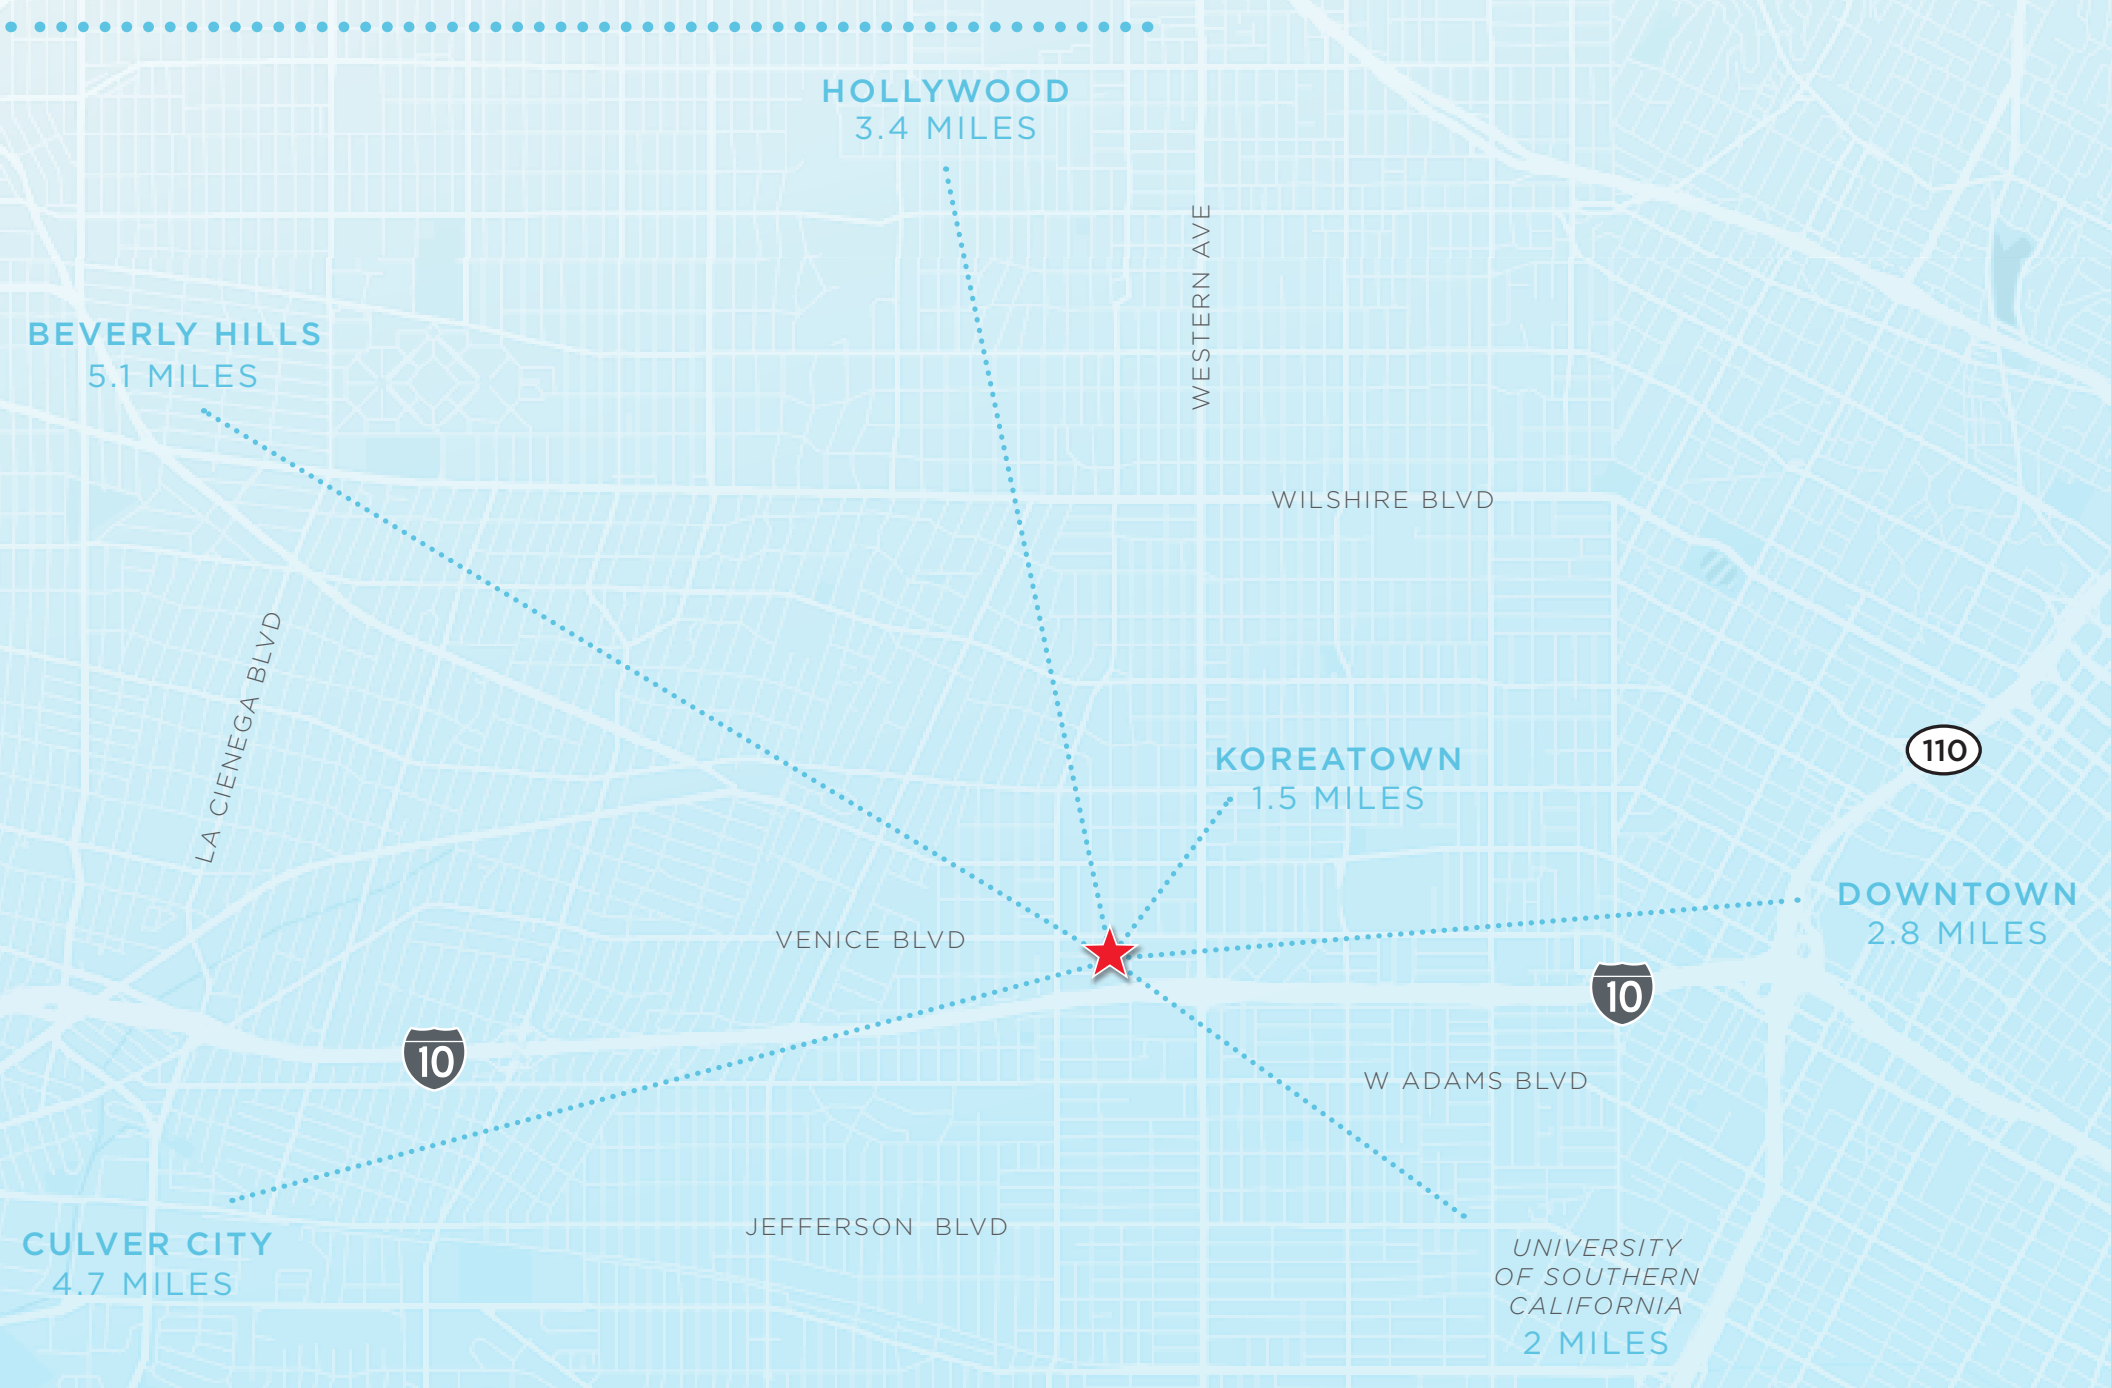 HOLLYWOOD
3.4 MILES
WESTERN AVE
BEVERLY HILLS
5.1 MILES
WILSHIRE BLVD
LA CIENEGA BLVD
KOREATOWN
1.5 MILES
110
DOWNTOWN
2.8 MILES
VENICE BLVD
10
10
W ADAMS BLVD
JEFFERSON BLVD
CULVER CITY
4.7 MILES
UNIVERSITY
OF SOUTHERN
CALIFORNIA
2 MILES